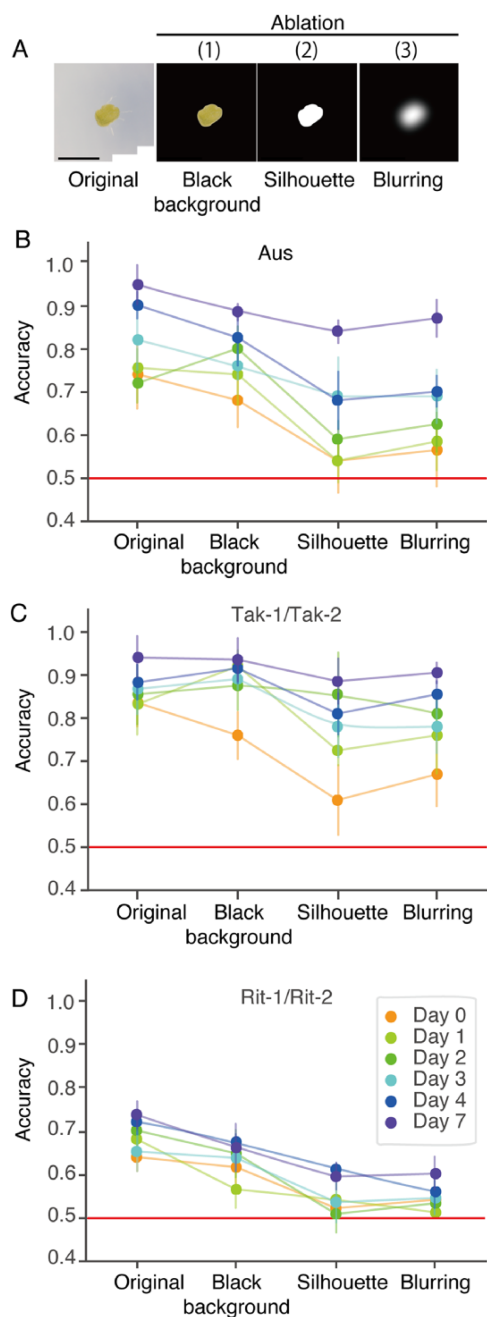 Ablation
A
(1) (2) (3)
Original Black background Silhouette Blurring
B
Aus
1.0
0.9
0.8
0.7
0.6
0.5
0.4
Accuracy
Original Black background Silhouette Blurring
C
Tak-1/Tak-2
1.0
0.9
0.8
0.7
0.6
0.5
0.4
Accuracy
Original Black background Silhouette Blurring
D
Rit-1/Rit-2
1.0
0.9
0.8
0.7
0.6
0.5
0.4
Accuracy
Day 0
Day 1
Day 2
Day 3
Day 4
Day 7
Original Black background Silhouette Blurring